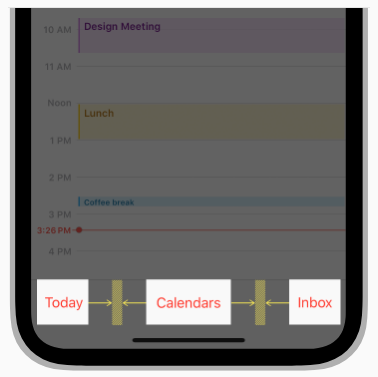 10 AM
Design Meeting
11 AM
Noon
Lunch
1 PM
2 PM
Coffee break
3 PM
3:26 PM
4 PM
Today
Calendars
Inbox